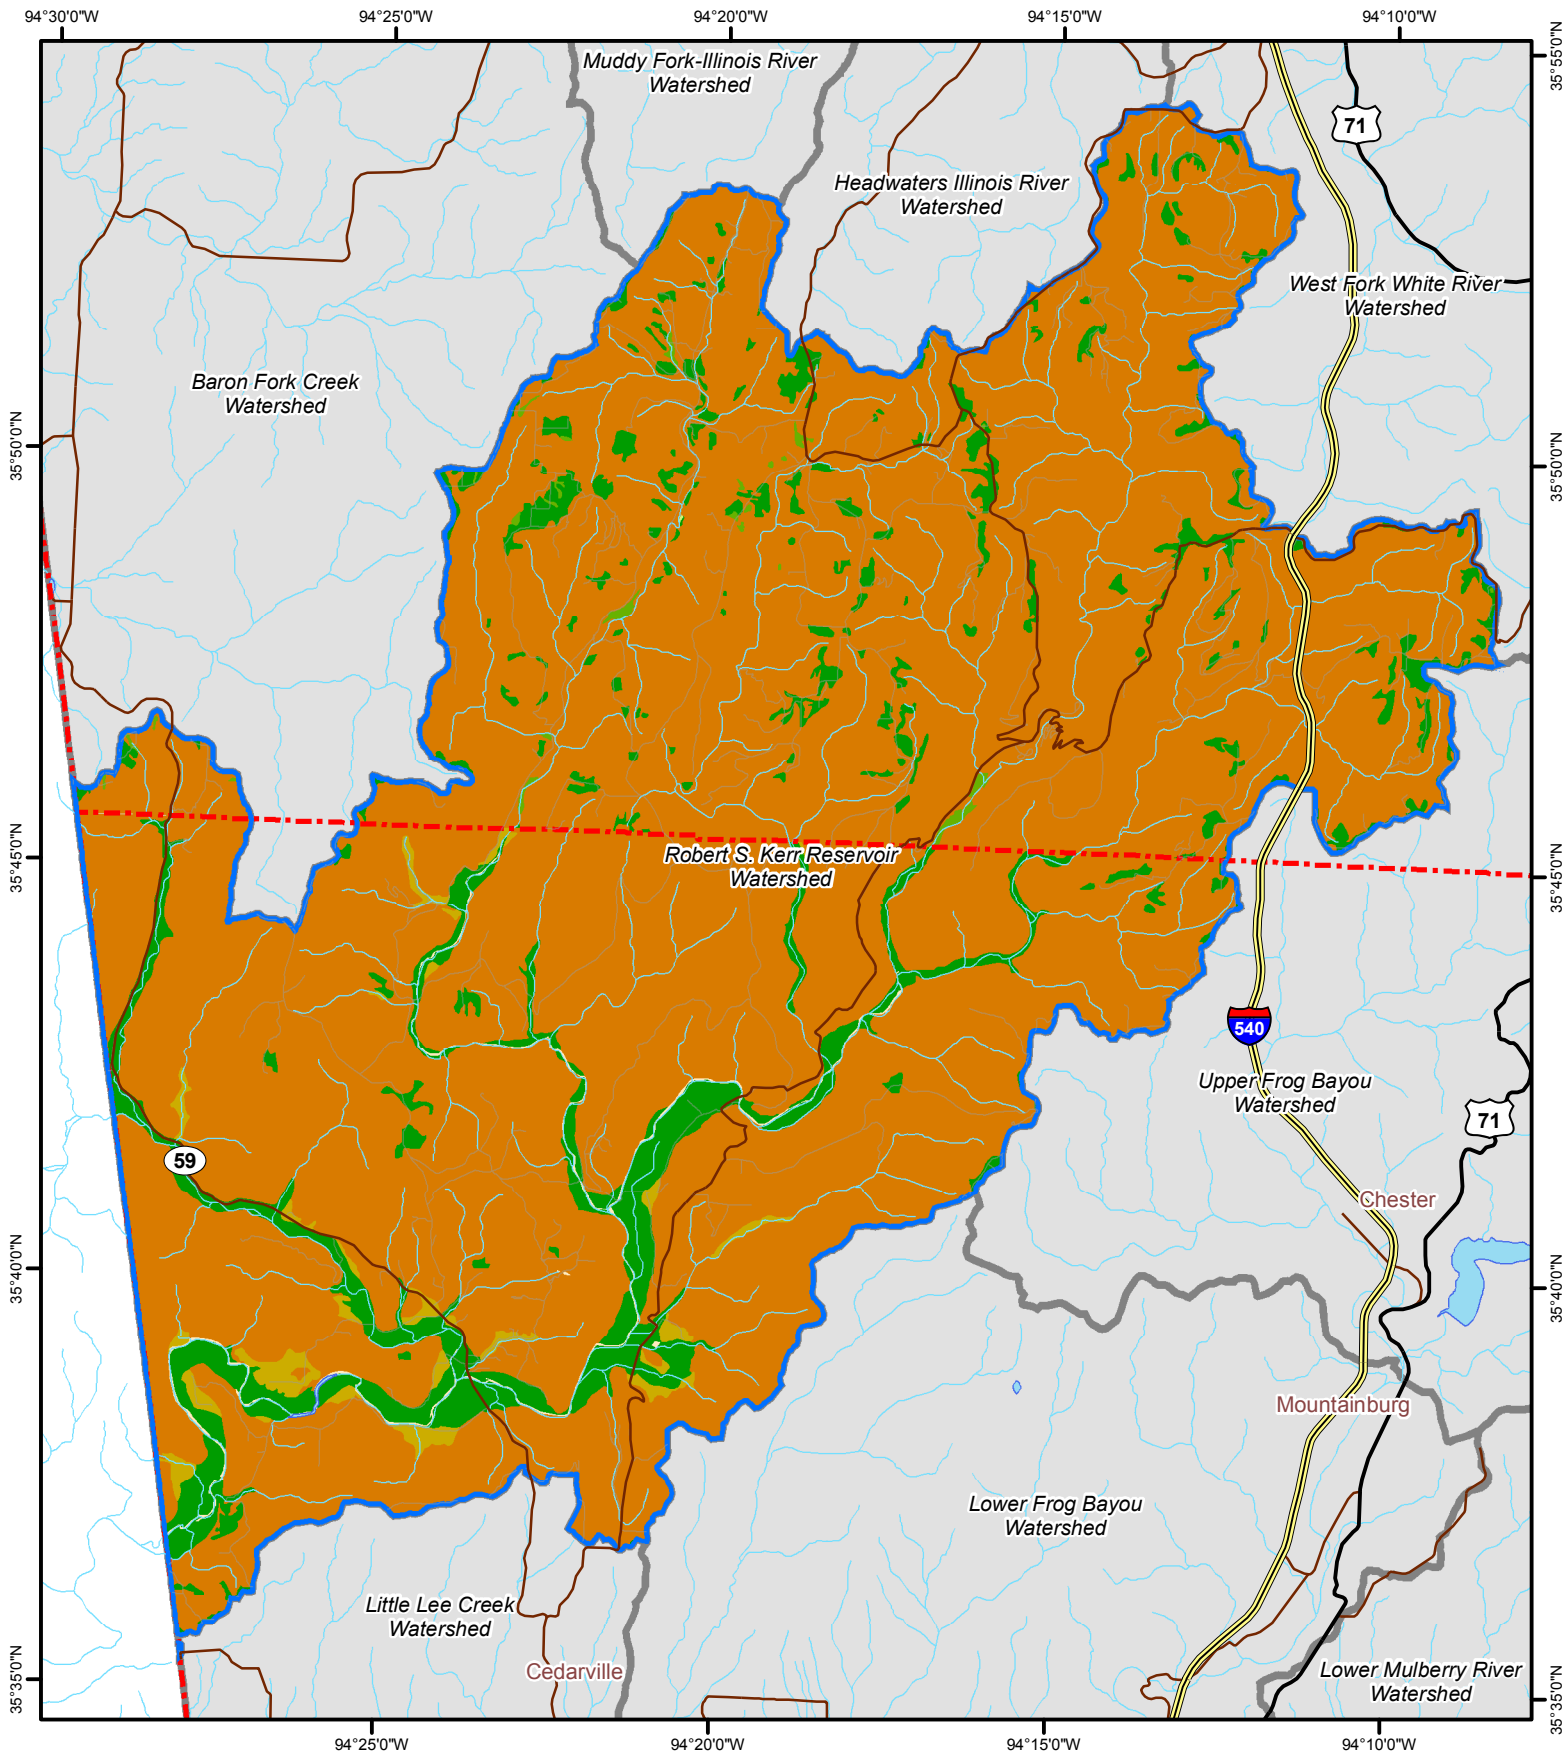 94°30'0"W
94°25'0"W
94°20'0"W
94°15'0"W
94°10'0"W
35°55'0"N
Muddy Fork-Illinois River
Watershed
71
Headwaters Illinois River
Watershed
West Fork White River
Watershed
Baron Fork Creek
Watershed
35°50'0"N
35°50'0"N
Robert S. Kerr Reservoir
Watershed
35°45'0"N
35°45'0"N
540
Upper Frog Bayou
Watershed
71
59
Chester
35°40'0"N
35°40'0"N
Mountainburg
Lower Frog Bayou
Watershed
Little Lee Creek
Watershed
Cedarville
Lower Mulberry River
Watershed
35°35'0"N
35°35'0"N
94°25'0"W
94°20'0"W
94°15'0"W
94°10'0"W